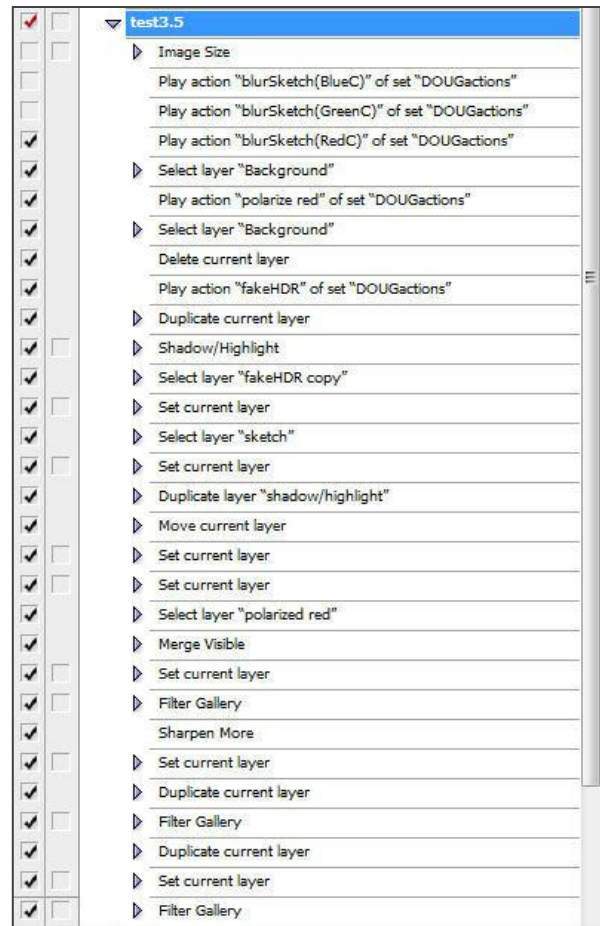 test3.5
Image Size
Play action "blurSketch(BlueC)" of set "DOUGactions"
Play action "blurSketch(GreenC)" of set "DOUGactions"
Play action "blurSketch(RedC)" of set "DOUGactions"
Select layer "Background"
Play action "polarize red" of set "DOUGactions"
Select layer "Background"
Delete current layer
Play action "fakeHDR" of set "DOUGactions"
Duplicate current layer
Shadow/Highlight
Select layer "fakeHDR copy"
Set current layer
Select layer "sketch"
Set current layer
Duplicate layer "shadow/highlight"
Move current layer
Set current layer
Set current layer
Select layer "polarized red"
Merge Visible
Set current layer
Filter Gallery
Sharpen More
Set current layer
Duplicate current layer
Filter Gallery
Duplicate current layer
Set current layer
Filter Gallery